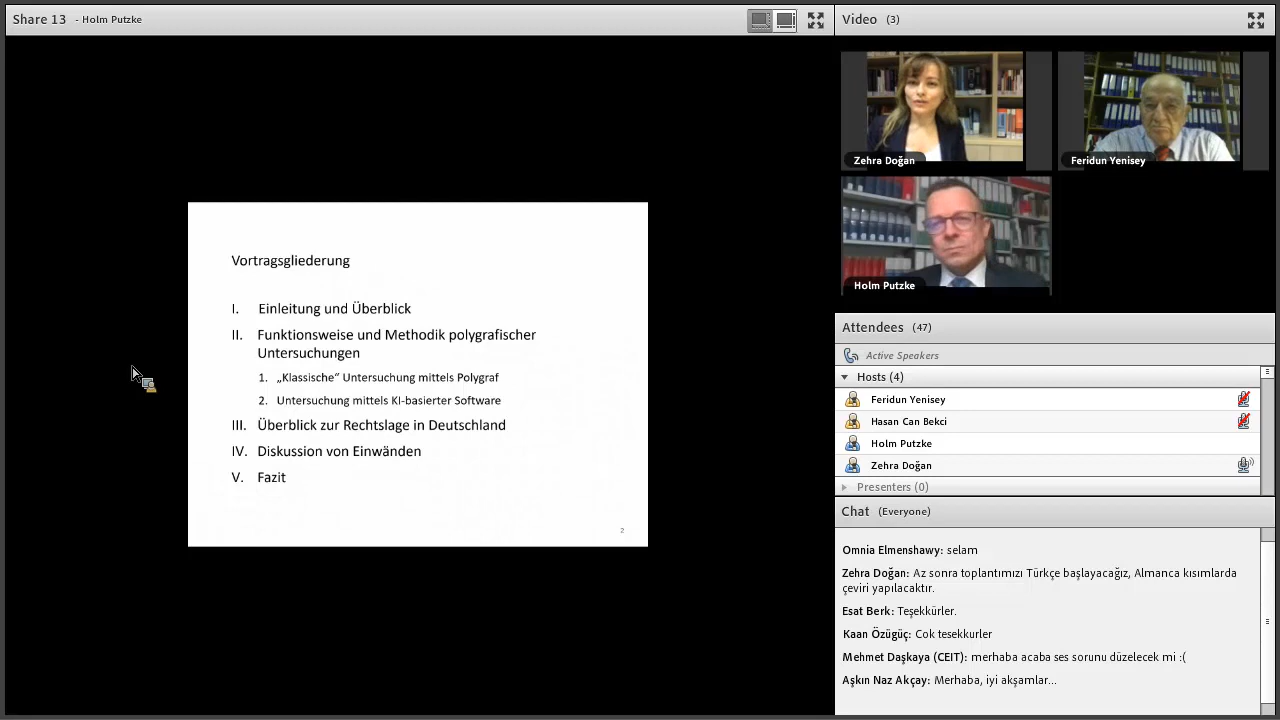 Share 13 - Holm Putzke
Vortragsgliederung
I. Einleitung und Überblick
II. Funktionsweise und Methodik polygrafischer
Untersuchungen
1. „Klassische“ Untersuchung mittels Polygraf
2. Untersuchung mittels KI-basierter Software
III. Überblick zur Rechtslage in Deutschland
IV. Diskussion von Einwänden
V. Fazit
2
Video (3)
Zehra Doğan
Feridun Yenisey
Holm Putzke
Attendees (47)
Active Speakers
Hosts (4)
Feridun Yenisey
Hasan Can Bekci
Holm Putzke
Zehra Doğan
Presenters (0)
Chat (Everyone)
Omnia Elmenshawy: selam
Zehra Doğan: Az sonra toplantımızı Türkçe başlayacağız, Almanca kısımlarda
çeviri yapılacaktır.
Esat Berk: Teşekkürler.
Kaan Özügüç: Cok tesekkurler
Mehmet Daşkaya (CEIT): merhaba acaba ses sorunu düzelecek mi :(
Aşkın Naz Akçay: Merhaba, iyi akşamlar...